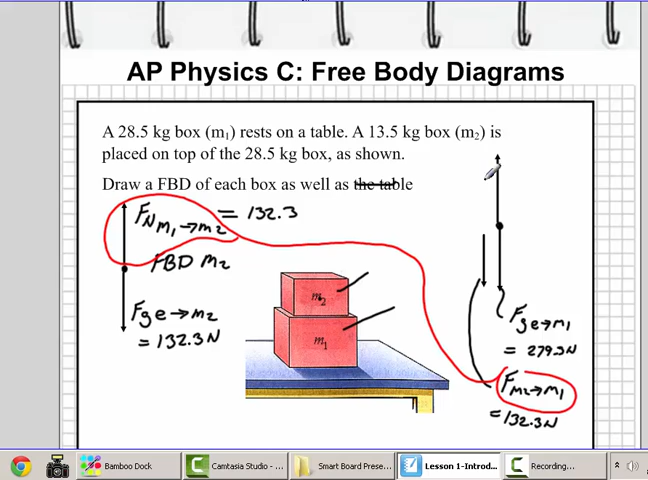 AP Physics C: Free Body Diagrams
A 28.5 kg box (m₁) rests on a table. A 13.5 kg box (m₂) is
placed on top of the 28.5 kg box, as shown.
Draw a FBD of each box as well as the table
F_N m₁→m₂ = 132.3
FBD m₂
Fge→m₂
= 132.3N
m₂
m₁
Fge→m₁
= 279.3N
Fm₂→m₁
= 132.3N
Bamboo Dock
Camtasia Studio - ...
Smart Board Prese...
Lesson 1-Introd...
Recording...